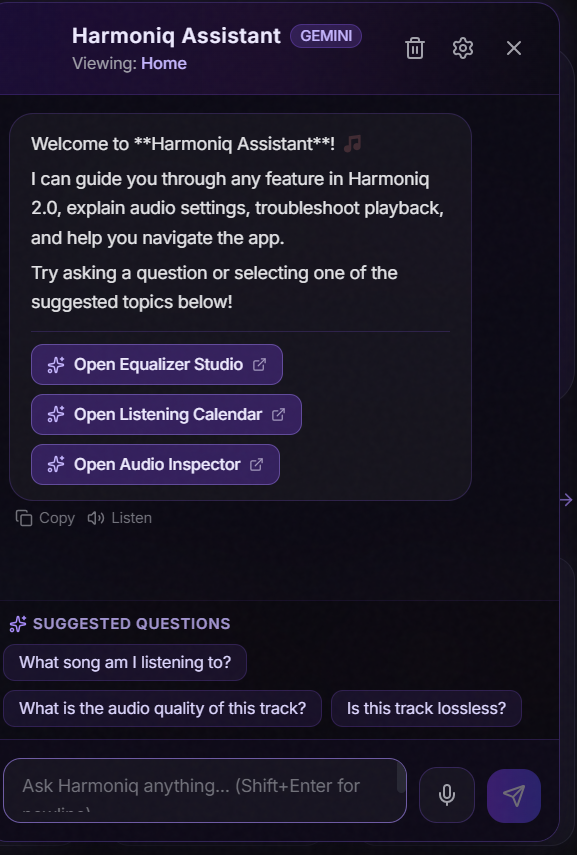 Harmoniq Assistant GEMINI
Viewing: Home
Welcome to **Harmoniq Assistant**! 🎵
I can guide you through any feature in Harmoniq
2.0, explain audio settings, troubleshoot playback,
and help you navigate the app.
Try asking a question or selecting one of the
suggested topics below!
Open Equalizer Studio
Open Listening Calendar
Open Audio Inspector
Copy Listen
SUGGESTED QUESTIONS
What song am I listening to?
What is the audio quality of this track? Is this track lossless?
Ask Harmoniq anything... (Shift+Enter for
newline)